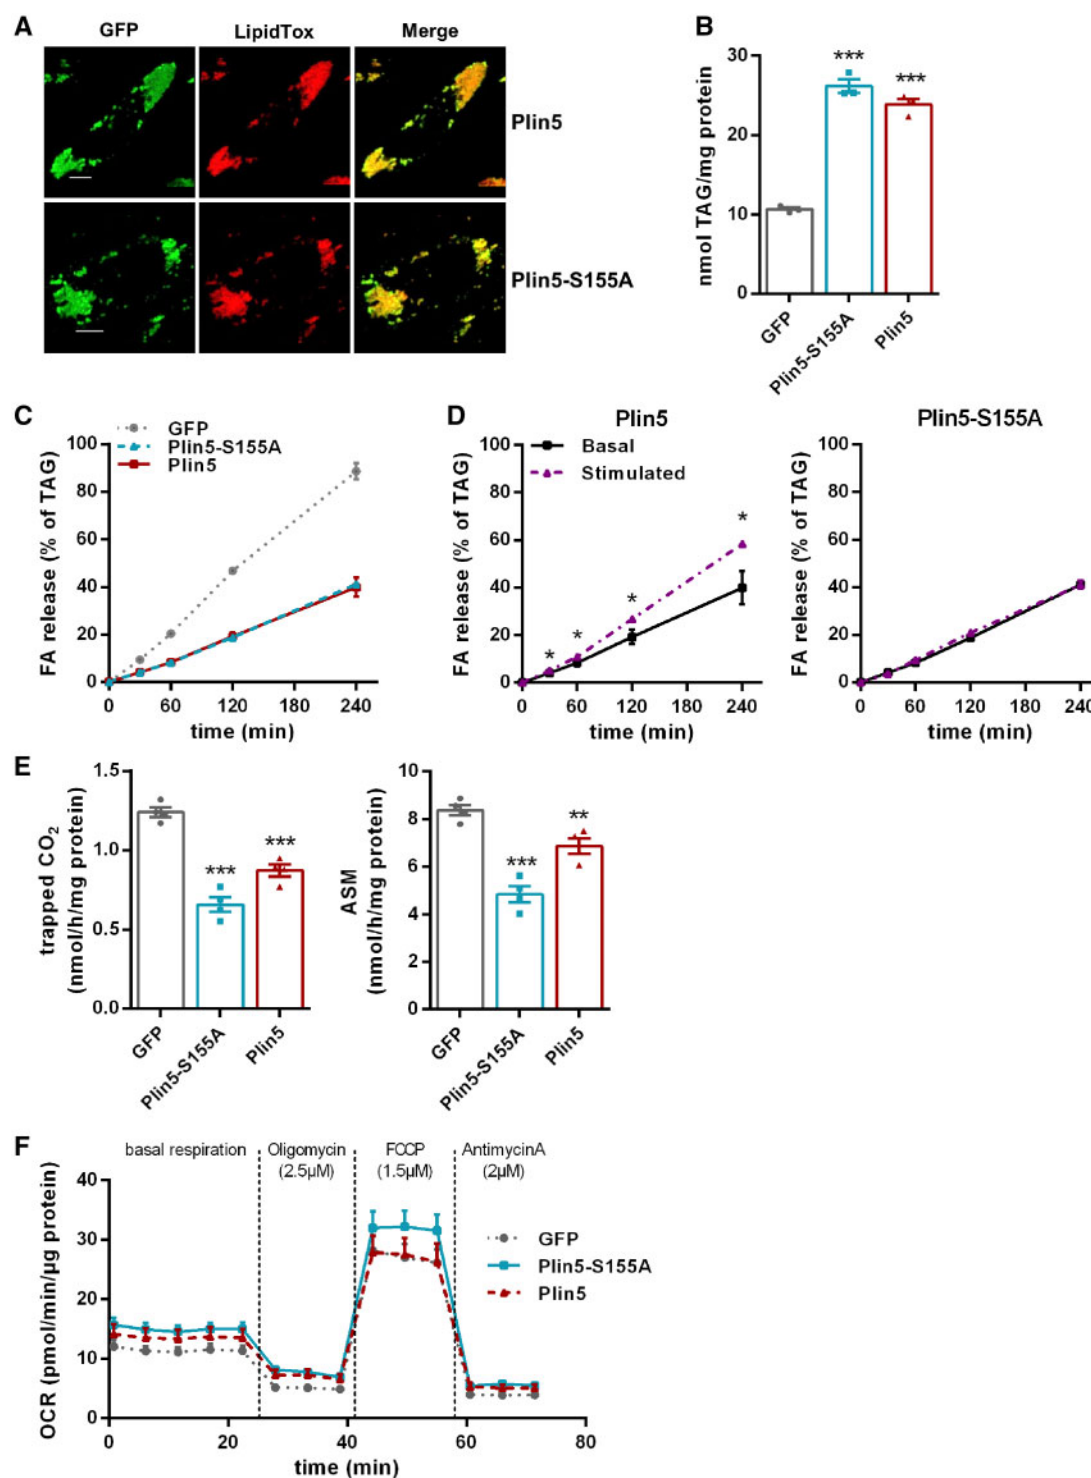 A
GFP LipidTox Merge
Plin5
Plin5-S155A
B
nmol TAG/mg protein
30
20
10
0
***
***
GFP
Plin5-S155A
Plin5
C
GFP
Plin5-S155A
Plin5
FA release (% of TAG)
100
80
60
40
20
0
0 60 120 180 240
time (min)
D
Plin5
Basal
Stimulated
FA release (% of TAG)
100
80
60
40
20
0
* * * *
0 60 120 180 240
time (min)
Plin5-S155A
FA release (% of TAG)
100
80
60
40
20
0
0 60 120 180 240
time (min)
E
trapped CO2
(nmol/h/mg protein)
1.5
1.0
0.5
0.0
***
***
GFP
Plin5-S155A
Plin5
ASM
(nmol/h/mg protein)
10
8
6
4
2
0
***
**
GFP
Plin5-S155A
Plin5
F
basal respiration
Oligomycin
(2.5µM)
FCCP
(1.5µM)
AntimycinA
(2µM)
OCR (pmol/min/µg protein)
40
30
20
10
0
GFP
Plin5-S155A
Plin5
0 20 40 60 80
time (min)